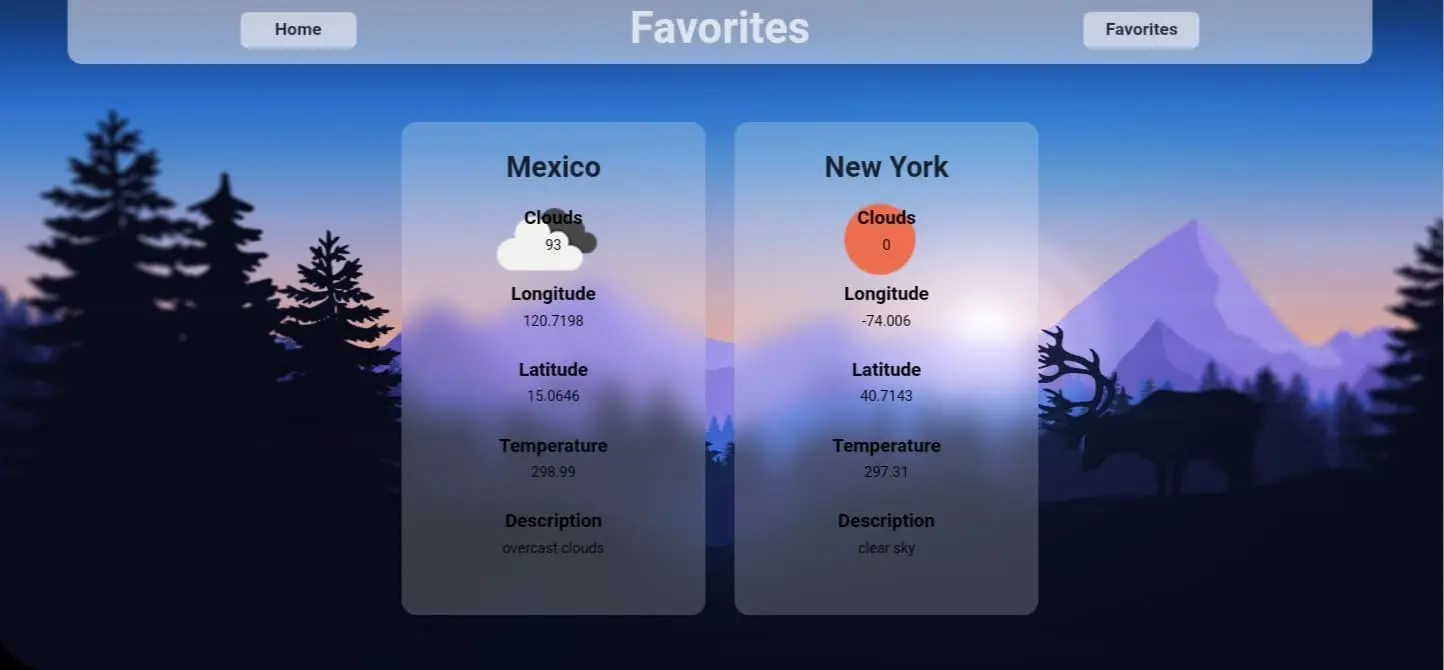 Home
Favorites
Favorites
Mexico
Clouds
93
Longitude
120.7198
Latitude
15.0646
Temperature
298.99
Description
overcast clouds
New York
Clouds
0
Longitude
-74.006
Latitude
40.7143
Temperature
297.31
Description
clear sky